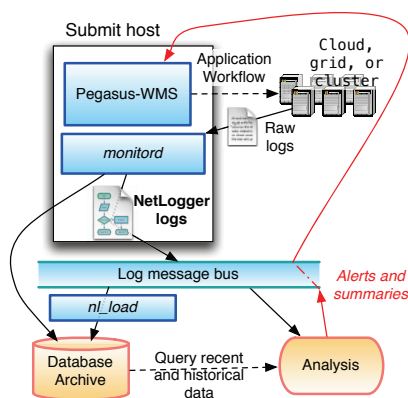 Submit host
Cloud,
grid, or
cluster
Application
Workflow
Pegasus-WMS
Raw
logs
monitord
NetLogger
logs
Log message bus
Alerts and
summaries
nl_load
Database
Archive
Query recent
and historical
data
Analysis